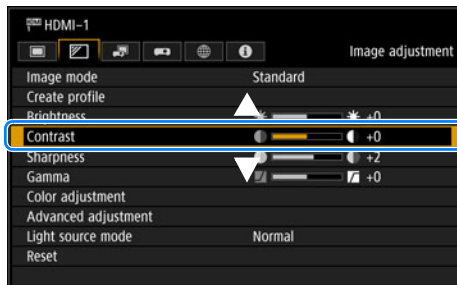 HDMI-1
Image adjustment
Image mode Standard
Create profile
Brightness +0
Contrast +0
Sharpness +2
Gamma +0
Color adjustment
Advanced adjustment
Light source mode Normal
Reset